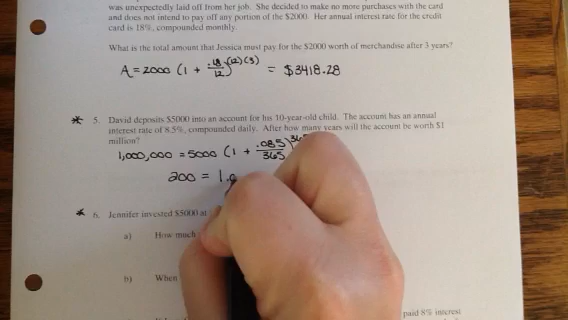 was unexpectedly laid off from her job. She decided to make no more purchases with the card
and does not intend to pay off any portion of the $2000. Her annual interest rate for the credit
card is 18%, compounded monthly.
What is the total amount that Jessica must pay for the $2000 worth of merchandise after 3 years?
A = 2000 (1 + .18/12)^(12)(3) = $3418.28
* 5. David deposits $5000 into an account for his 10-year-old child. The account has an annual
interest rate of 8.5%, compounded daily. After how many years will the account be worth $1
million?
1,000,000 = 5000 (1 + .085/365)
200 = 1.0
* 6. Jennifer invested $5000 at
a) How much
b) When
paid 8% interest